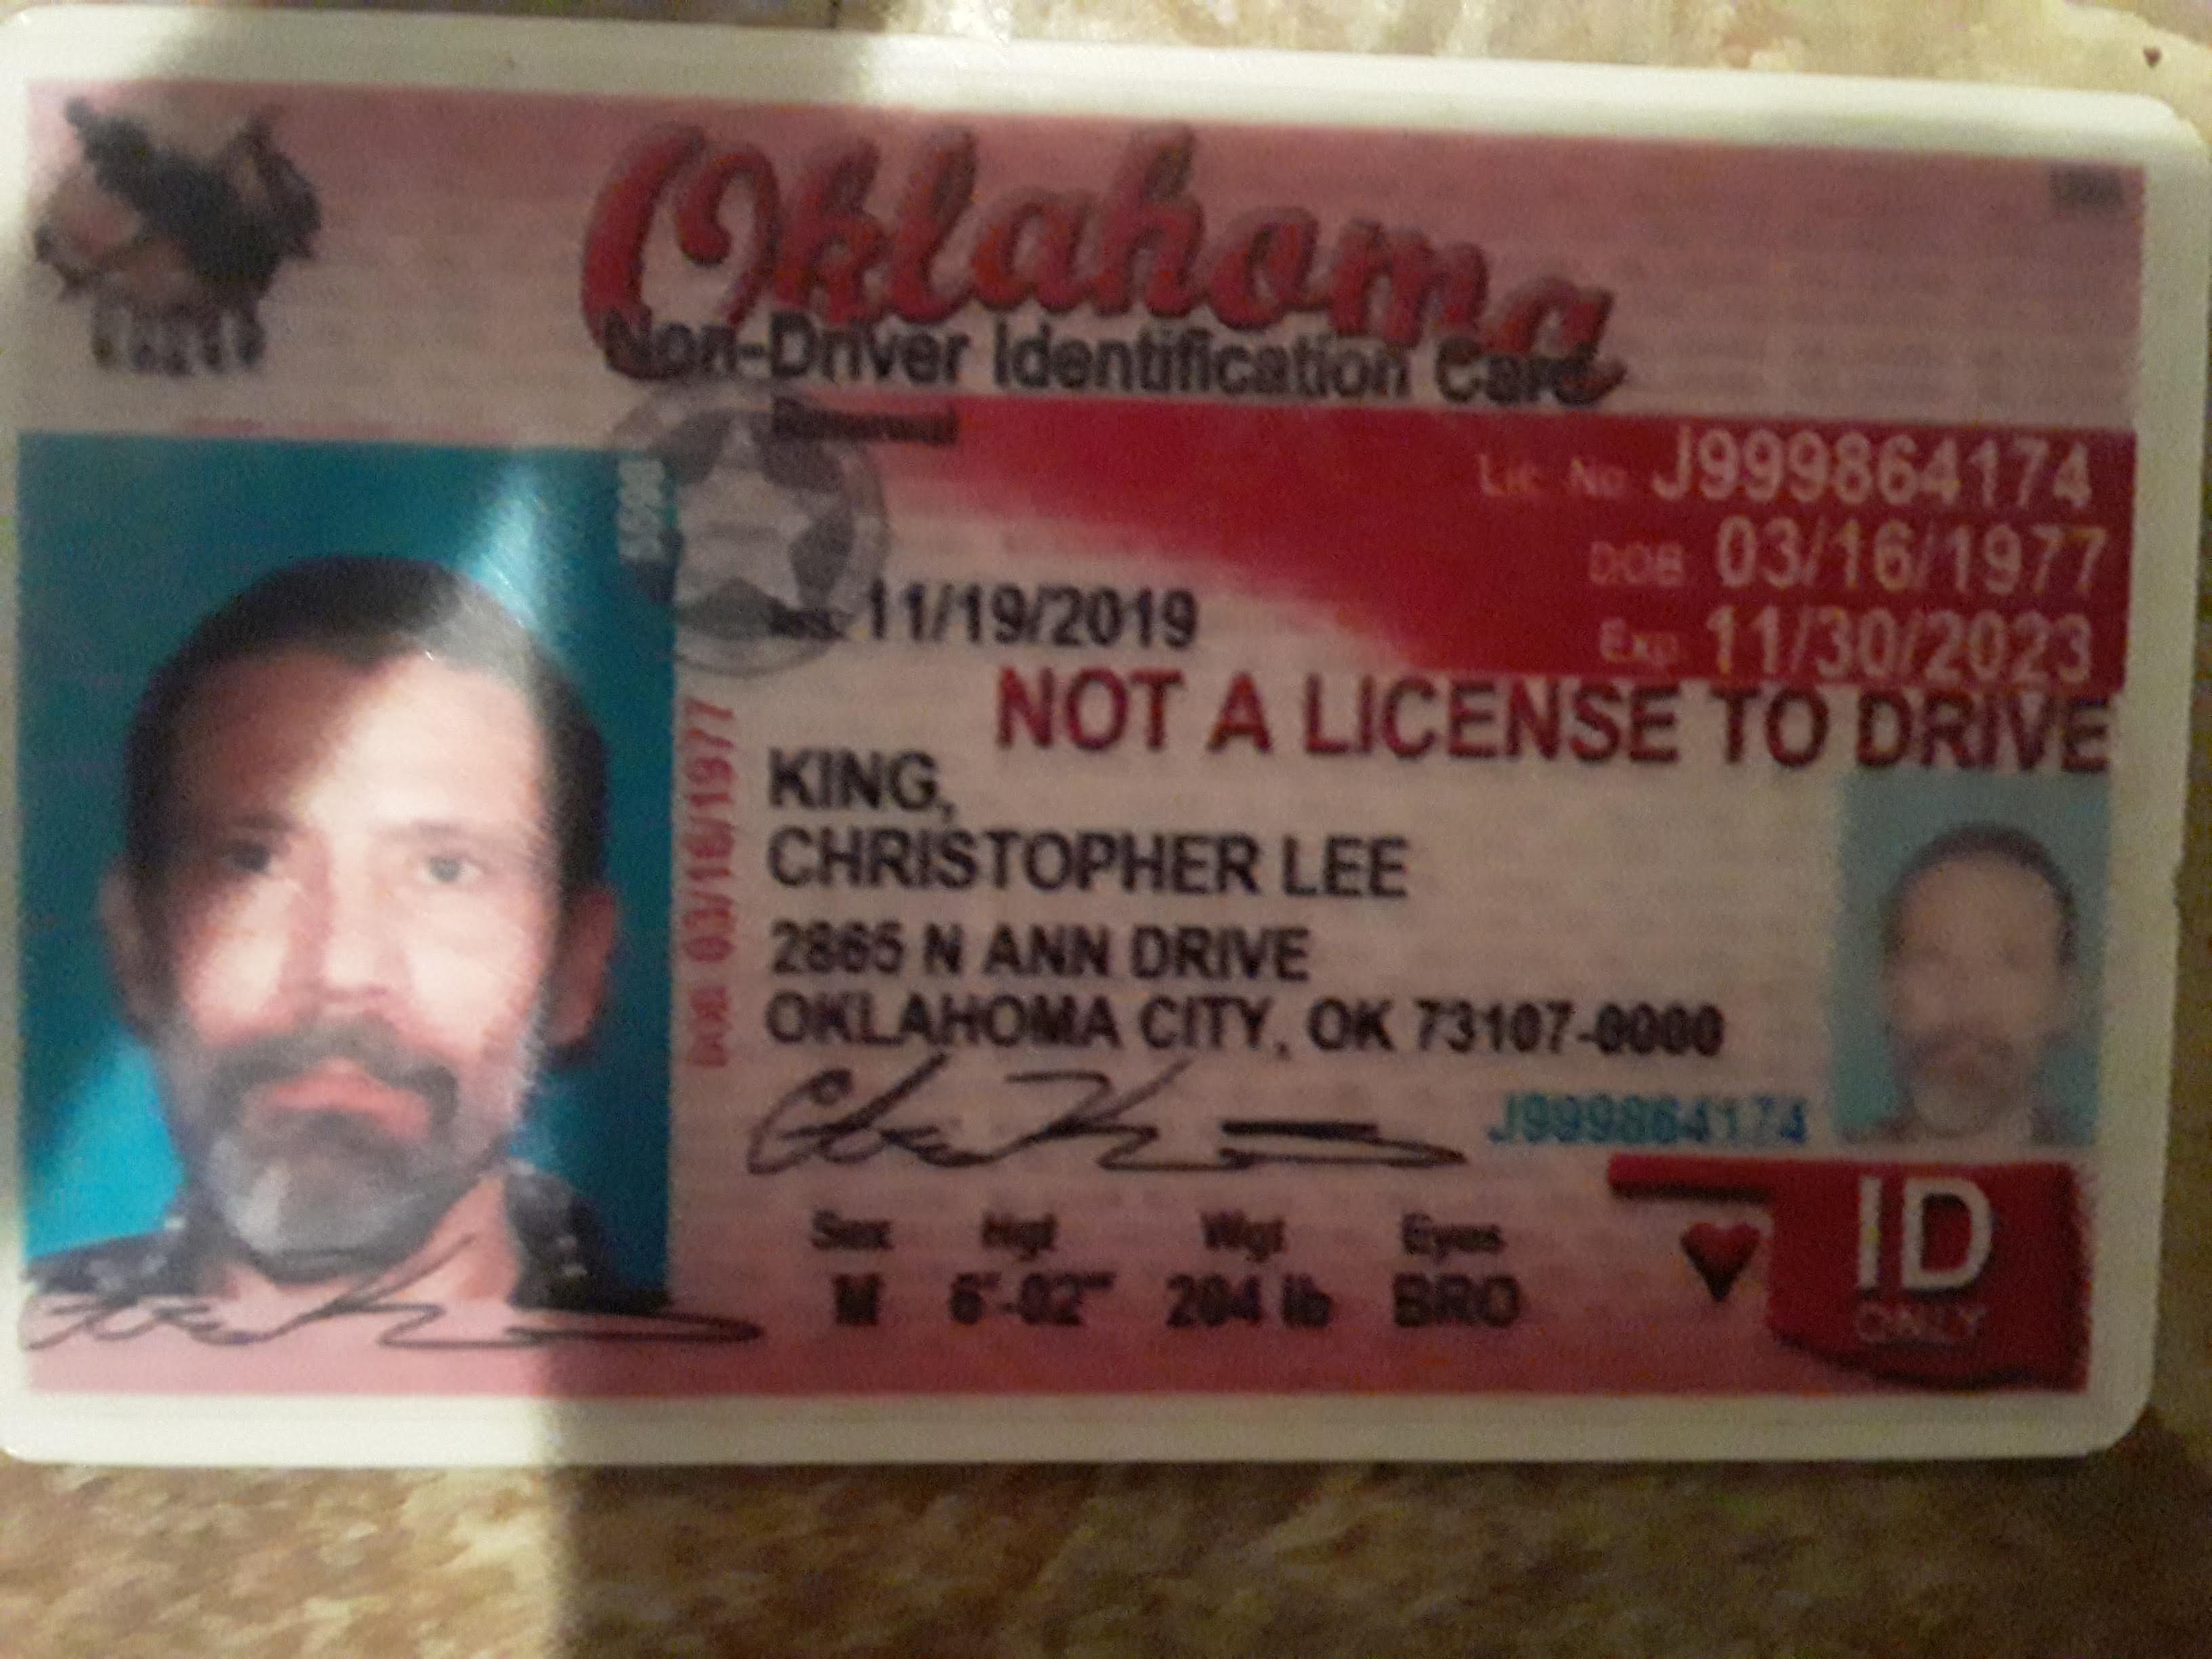 Oklahoma
Non-Driver Identification Card
Renewal
Lic. No. J999864174
DOB 03/16/1977
Exp. 11/30/2023
Iss. 11/19/2019
NOT A LICENSE TO DRIVE
DOB 03/16/1977
KING,
CHRISTOPHER LEE
2865 N ANN DRIVE
OKLAHOMA CITY, OK 73107-0000
J999864174
Sex Hgt Wgt Eyes
M 6'-02" 204 lb BRO
ID
ONLY